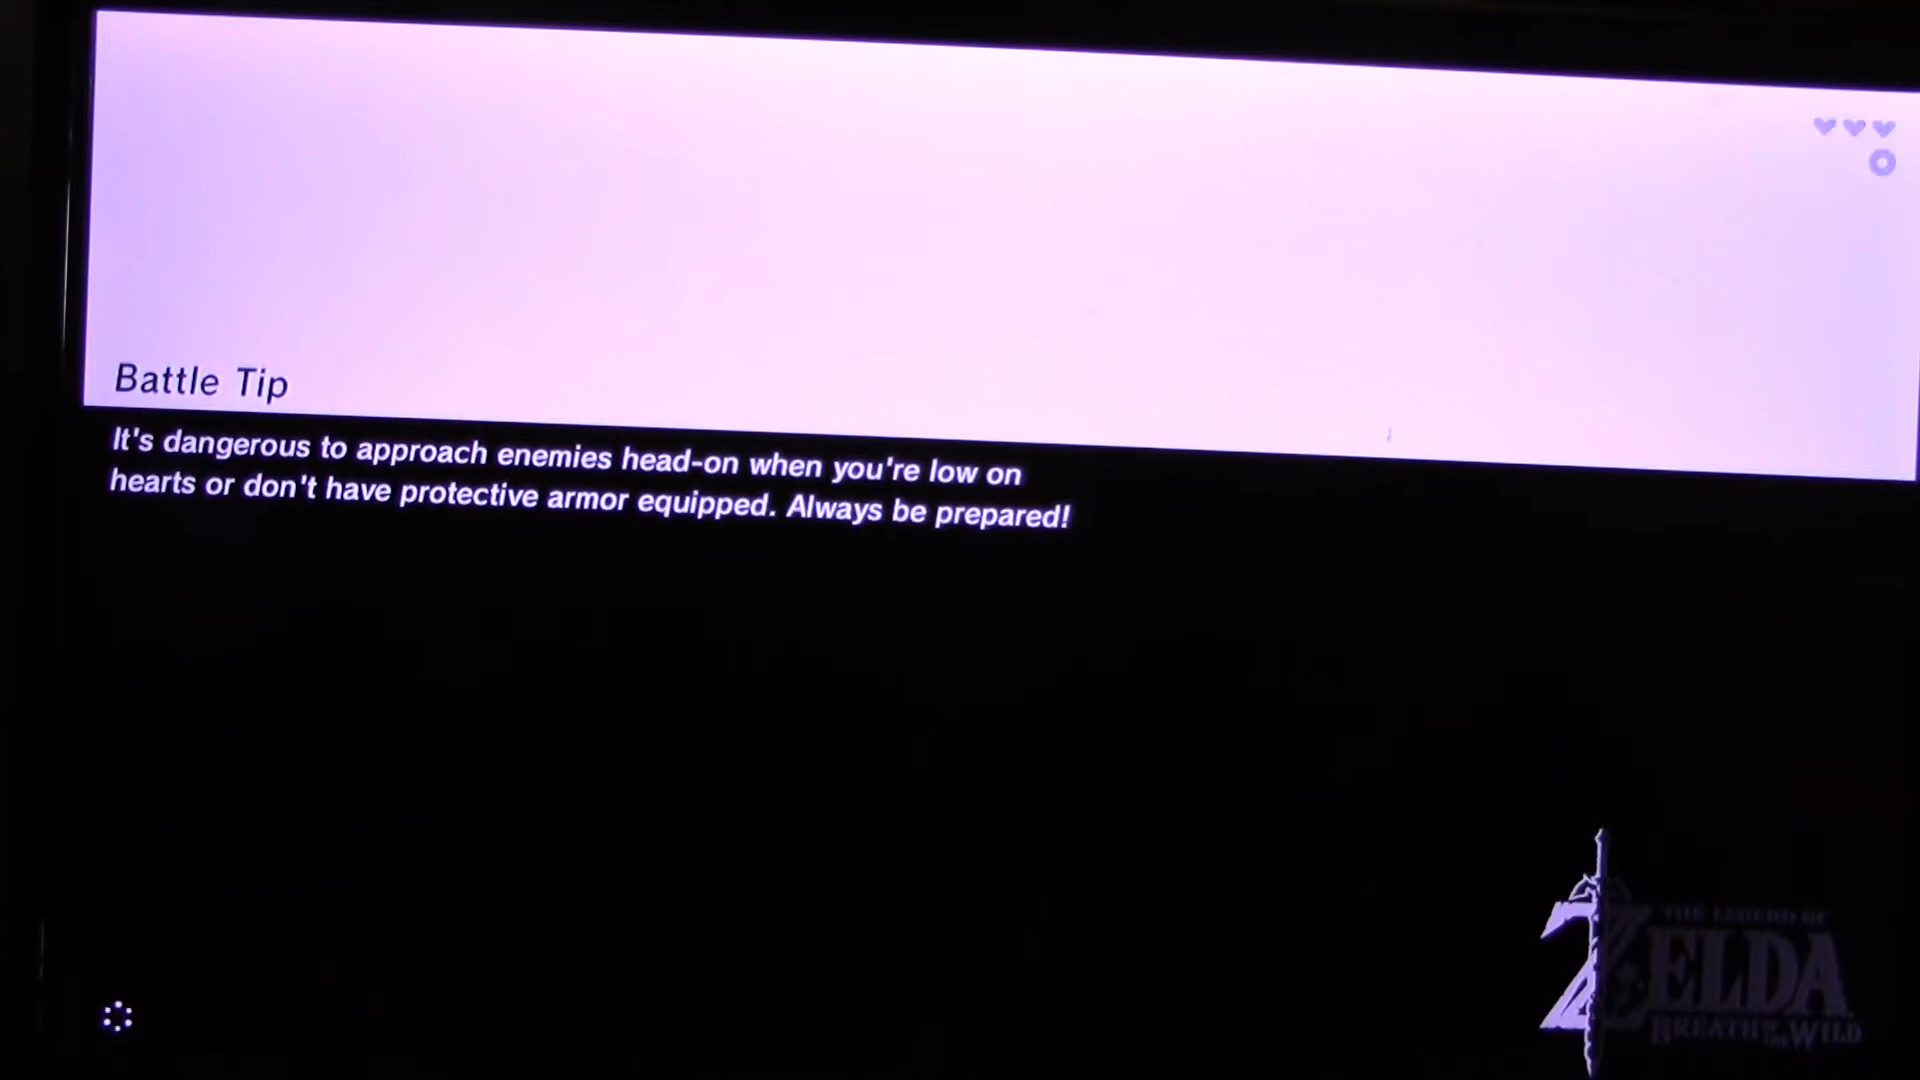 Battle Tip
It's dangerous to approach enemies head-on when you're low on
hearts or don't have protective armor equipped. Always be prepared!
THE LEGEND OF
ZELDA
BREATH OF THE WILD